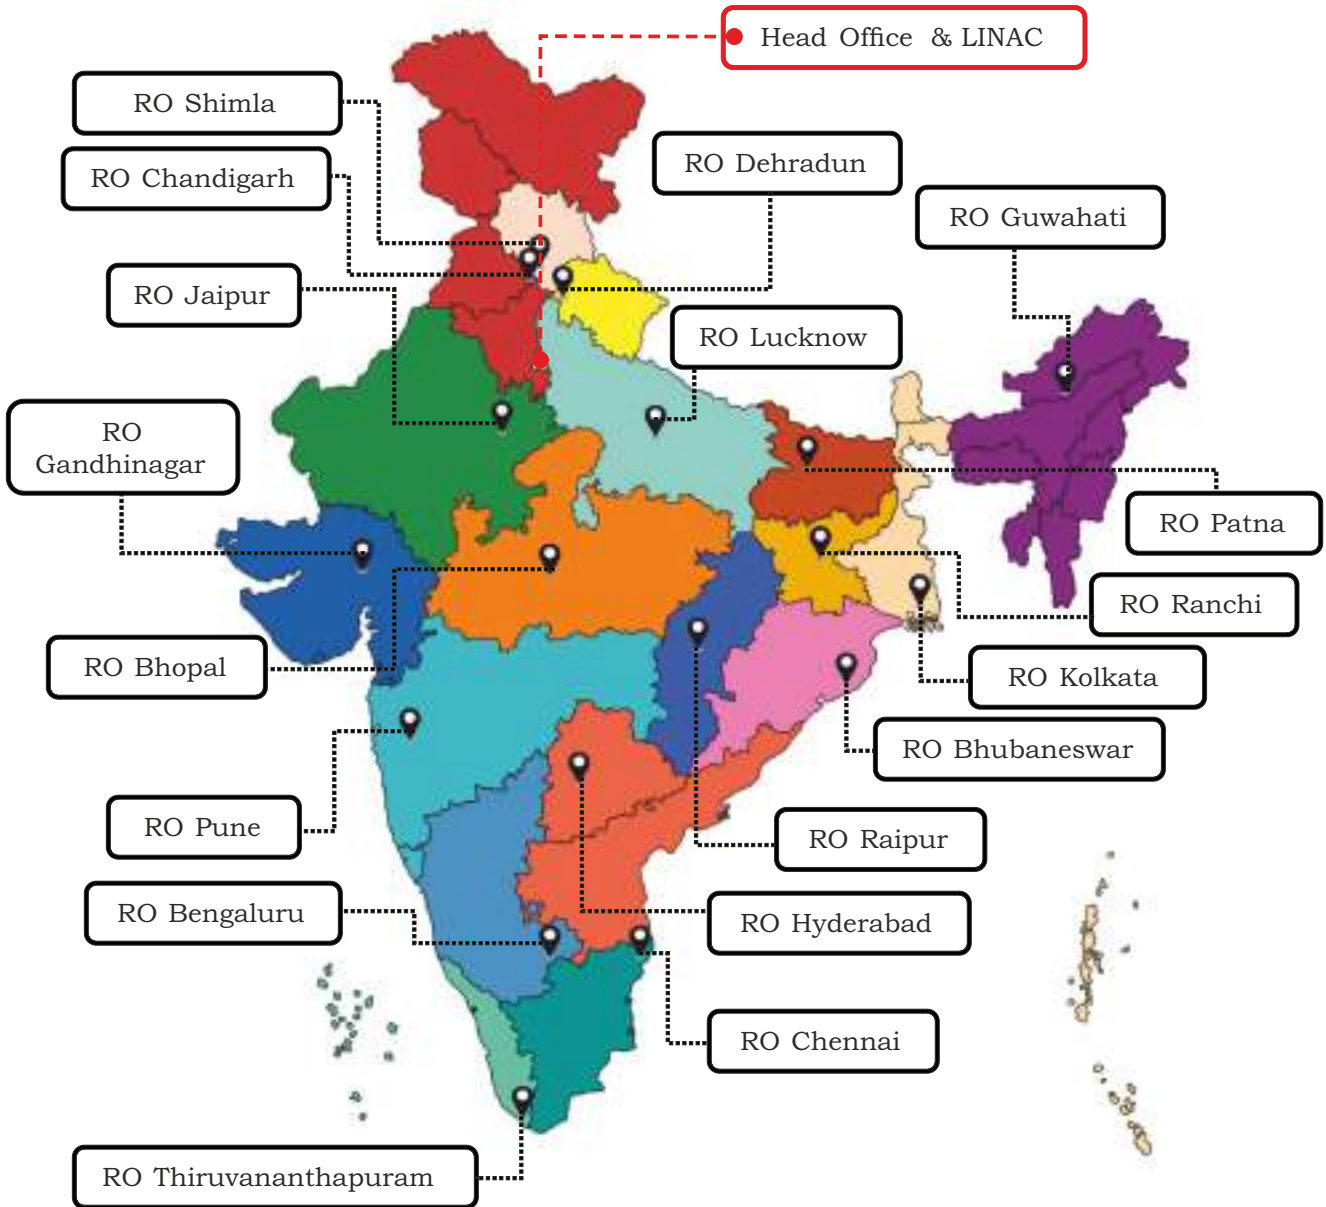 Head Office & LINAC
RO Shimla
RO Dehradun
RO Chandigarh
RO Guwahati
RO Jaipur
RO Lucknow
RO
Gandhinagar
RO Patna
RO Ranchi
RO Bhopal
RO Kolkata
RO Bhubaneswar
RO Pune
RO Raipur
RO Bengaluru
RO Hyderabad
RO Chennai
RO Thiruvananthapuram